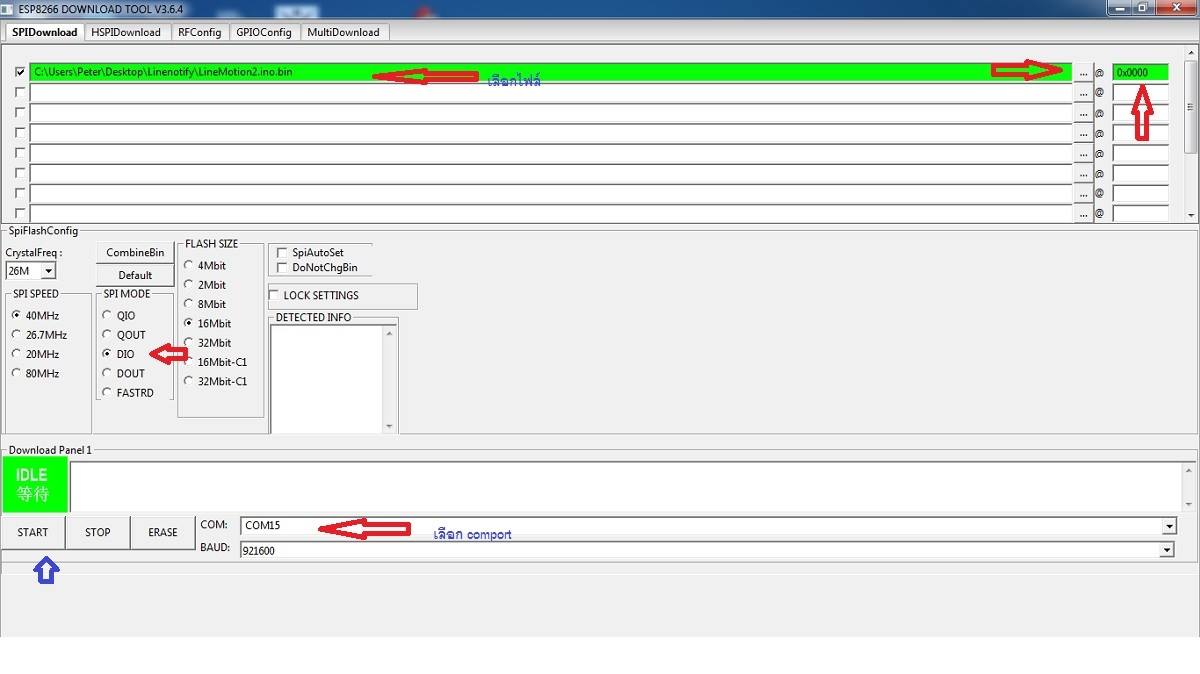 ESP8266 DOWNLOAD TOOL V3.6.4
SPIDownload HSPIDownload RFConfig GPIOConfig MultiDownload
C:\Users\Peter\Desktop\Linenotify\LineMotion2.ino.bin ... @ 0x0000
เลือกไฟล์
... @
... @
... @
... @
... @
... @
... @
SpiFlashConfig
CrystalFreq :
26M
CombineBin
Default
SPI SPEED
40MHz
26.7MHz
20MHz
80MHz
SPI MODE
QIO
QOUT
DIO
DOUT
FASTRD
FLASH SIZE
4Mbit
2Mbit
8Mbit
16Mbit
32Mbit
16Mbit-C1
32Mbit-C1
SpiAutoSet
DoNotChgBin
LOCK SETTINGS
DETECTED INFO
Download Panel 1
IDLE
等待
START STOP ERASE
COM: COM15
เลือก comport
BAUD: 921600